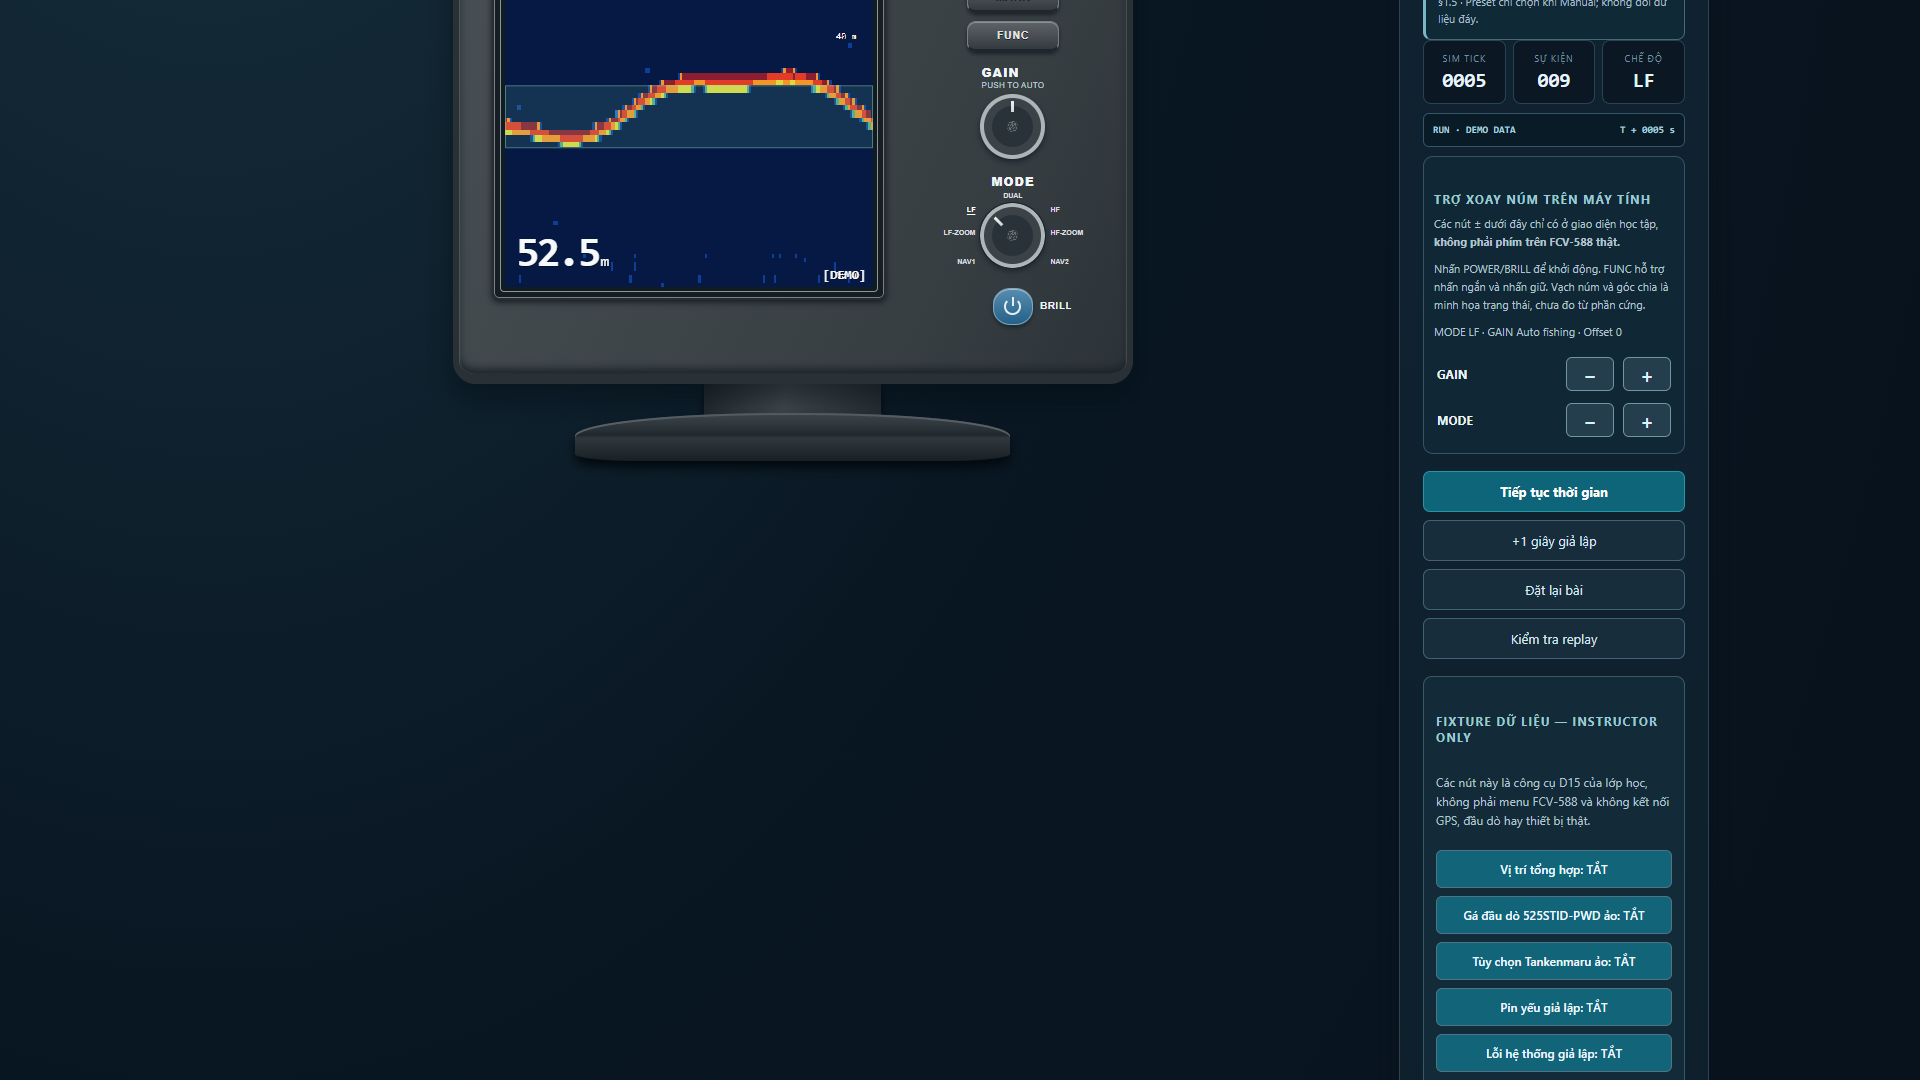 40 m
52.5m
[DEMO]
FUNC
GAIN
PUSH TO AUTO
MODE
DUAL
LF
HF
LF-ZOOM
HF-ZOOM
NAV1
NAV2
BRILL
§1.5 · Preset chỉ chọn khi Manual; không đổi dữ
liệu đáy.
SIM TICK
0005
SỰ KIỆN
009
CHẾ ĐỘ
LF
RUN · DEMO DATA
T + 0005 s
TRỢ XOAY NÚM TRÊN MÁY TÍNH
Các nút ± dưới đây chỉ có ở giao diện học tập,
không phải phím trên FCV-588 thật.
Nhấn POWER/BRILL để khởi động. FUNC hỗ trợ
nhấn ngắn và nhấn giữ. Vạch núm và góc chia là
minh họa trạng thái, chưa đo từ phần cứng.
MODE LF · GAIN Auto fishing · Offset 0
GAIN
−
+
MODE
−
+
Tiếp tục thời gian
+1 giây giả lập
Đặt lại bài
Kiểm tra replay
FIXTURE DỮ LIỆU — INSTRUCTOR
ONLY
Các nút này là công cụ D15 của lớp học,
không phải menu FCV-588 và không kết nối
GPS, đầu dò hay thiết bị thật.
Vị trí tổng hợp: TẮT
Gá đầu dò 525STID-PWD ảo: TẮT
Tùy chọn Tankenmaru ảo: TẮT
Pin yếu giả lập: TẮT
Lỗi hệ thống giả lập: TẮT